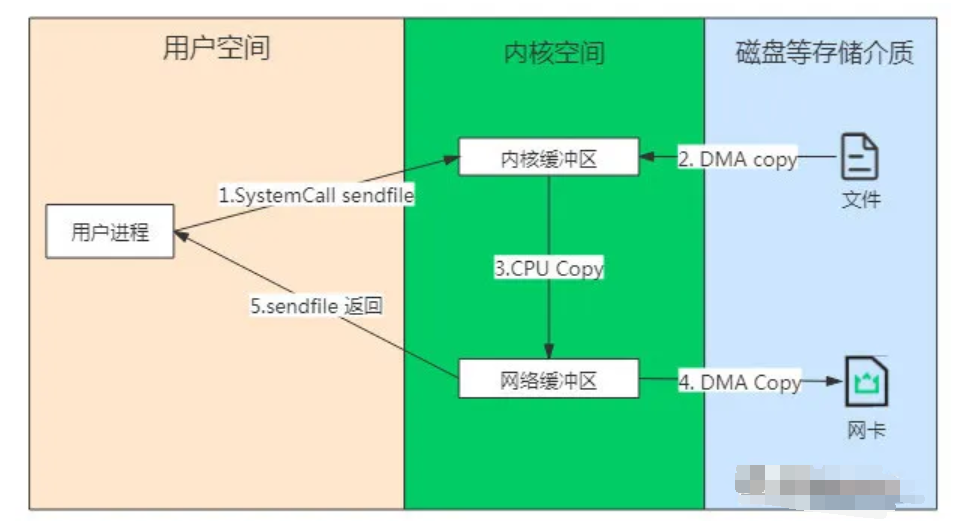 用户空间
内核空间
磁盘等存储介质
内核缓冲区
2. DMA copy
文件
1.SystemCall sendfile
用户进程
3.CPU Copy
5.sendfile 返回
网络缓冲区
4. DMA Copy
网卡